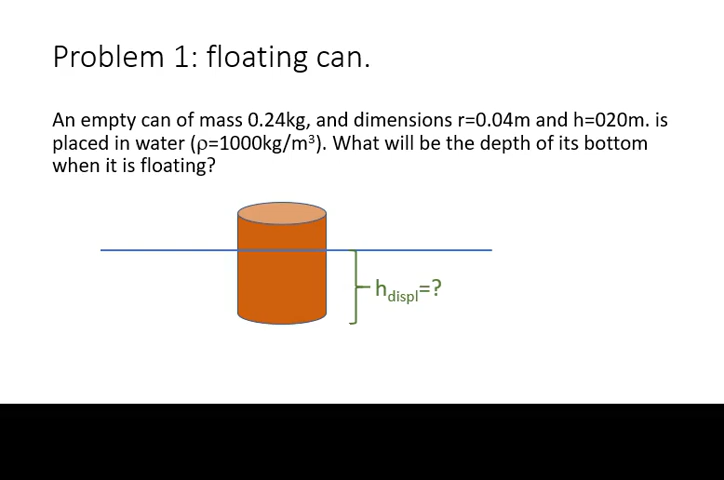 Problem 1: floating can.
An empty can of mass 0.24kg, and dimensions r=0.04m and h=020m. is
placed in water (ρ=1000kg/m³). What will be the depth of its bottom
when it is floating?
hdispl=?